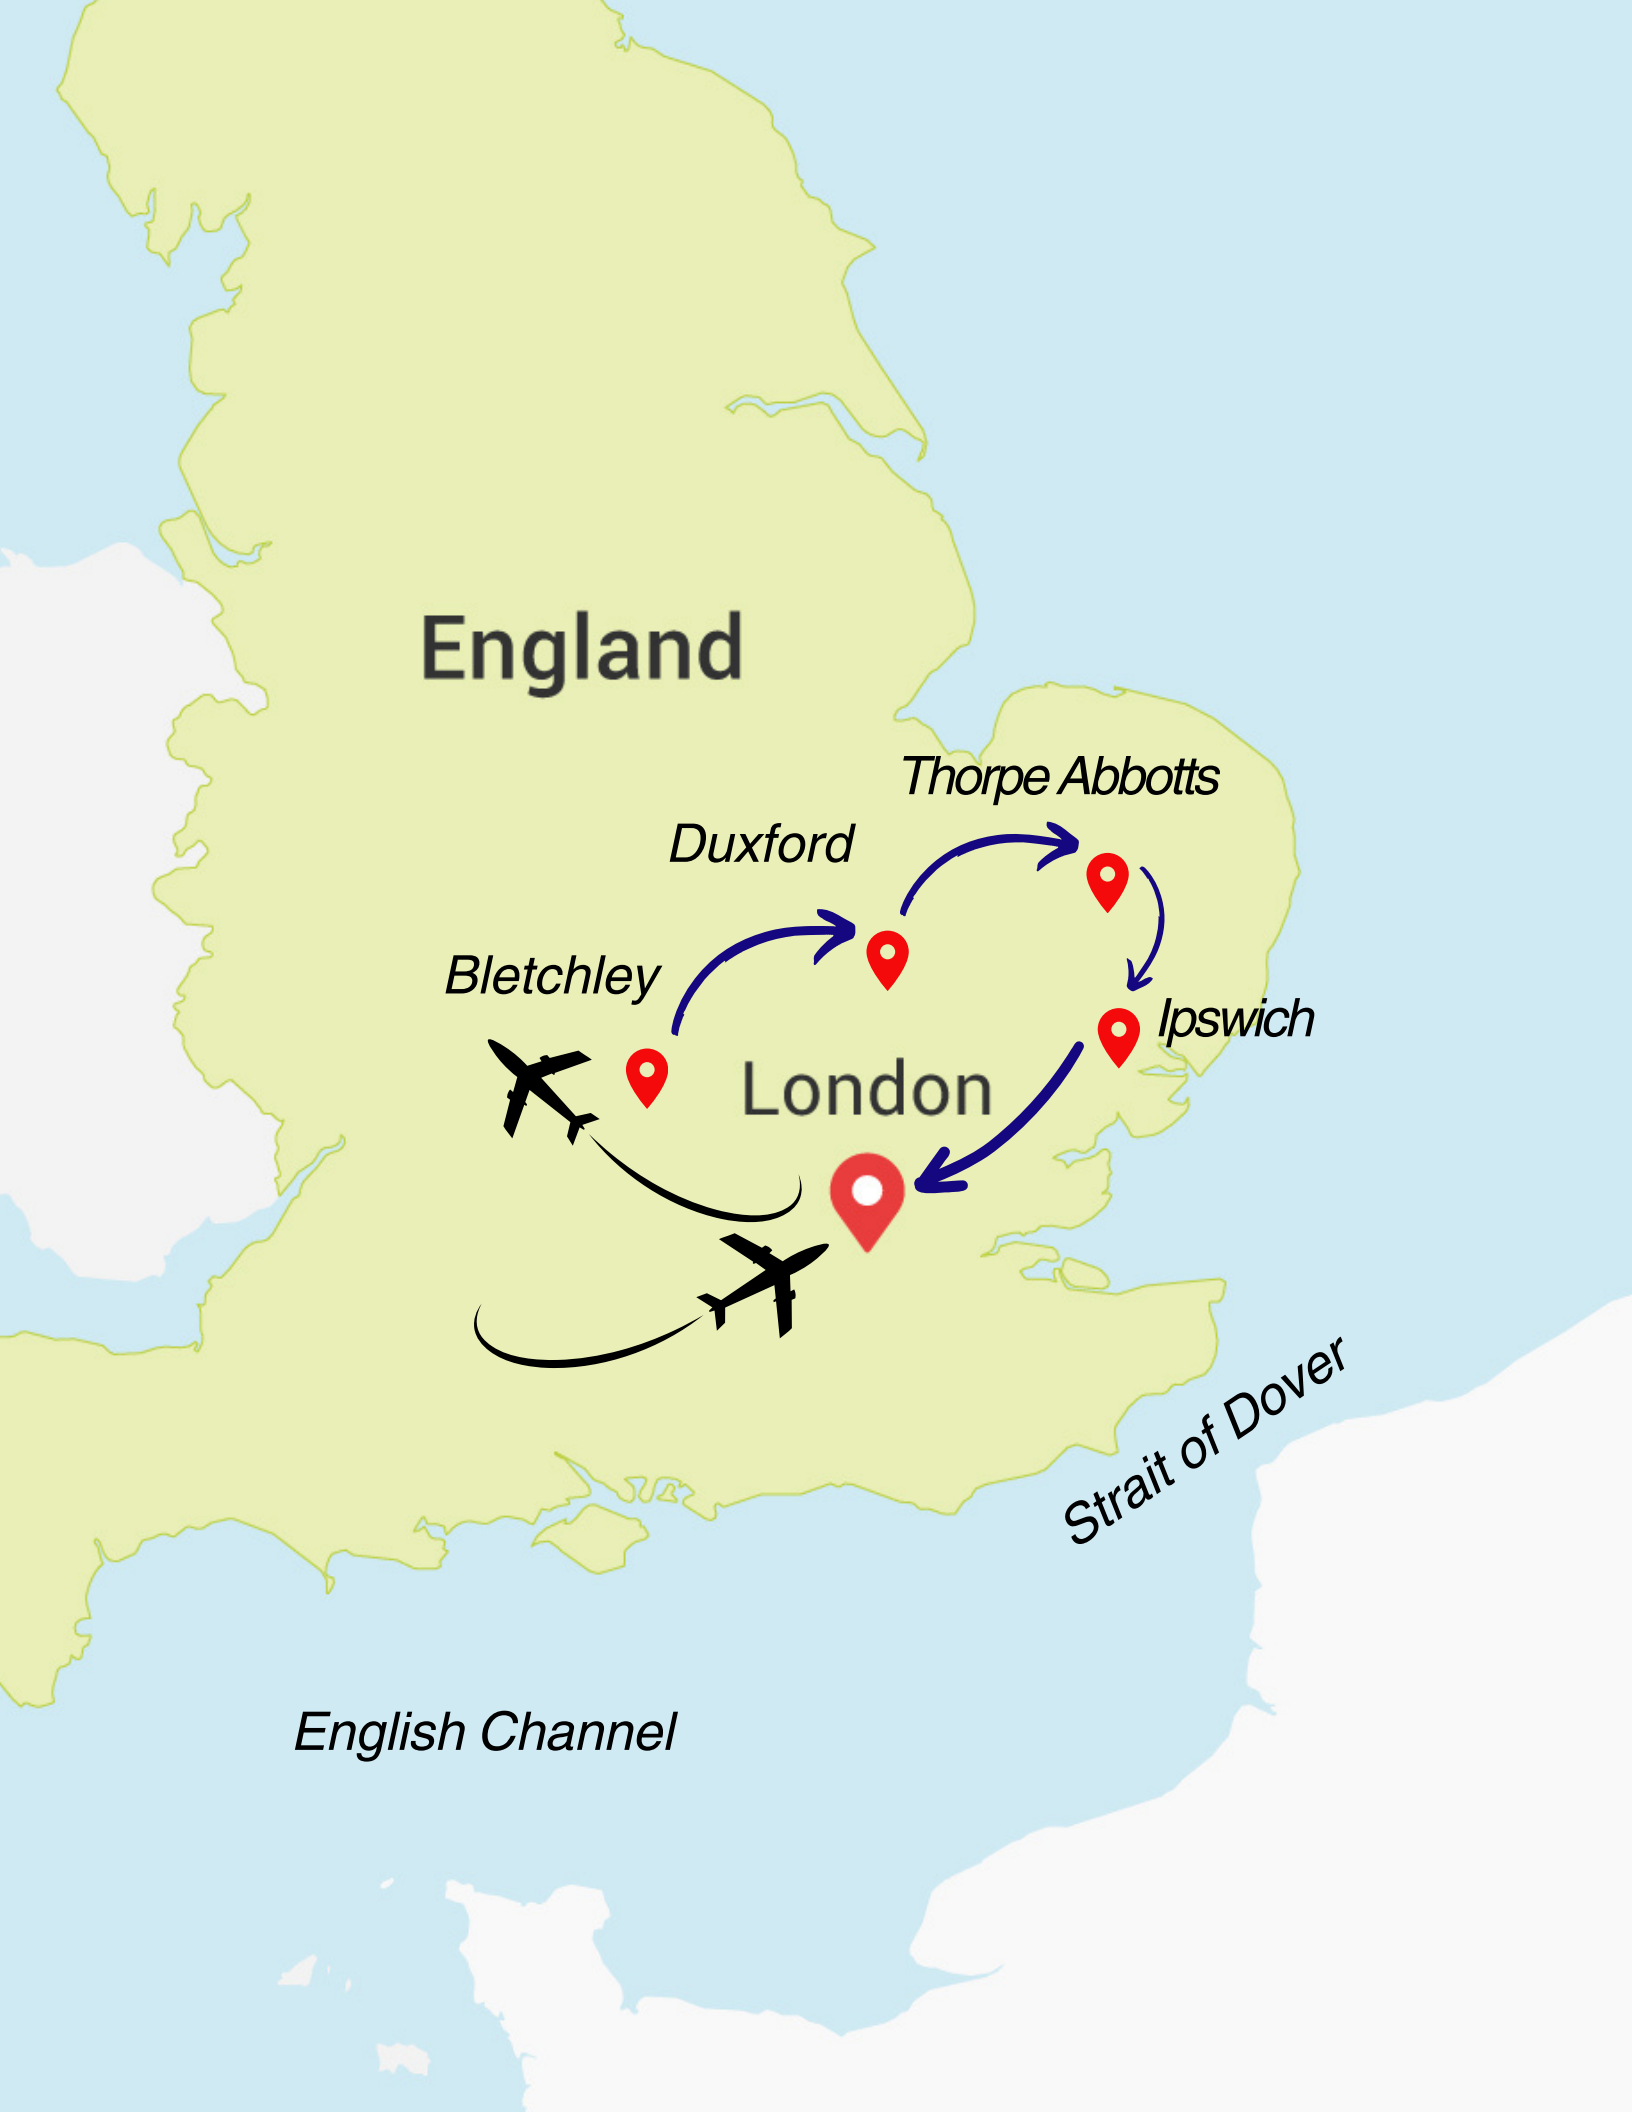 England
Thorpe Abbotts
Duxford
Bletchley
Ipswich
London
Strait of Dover
English Channel